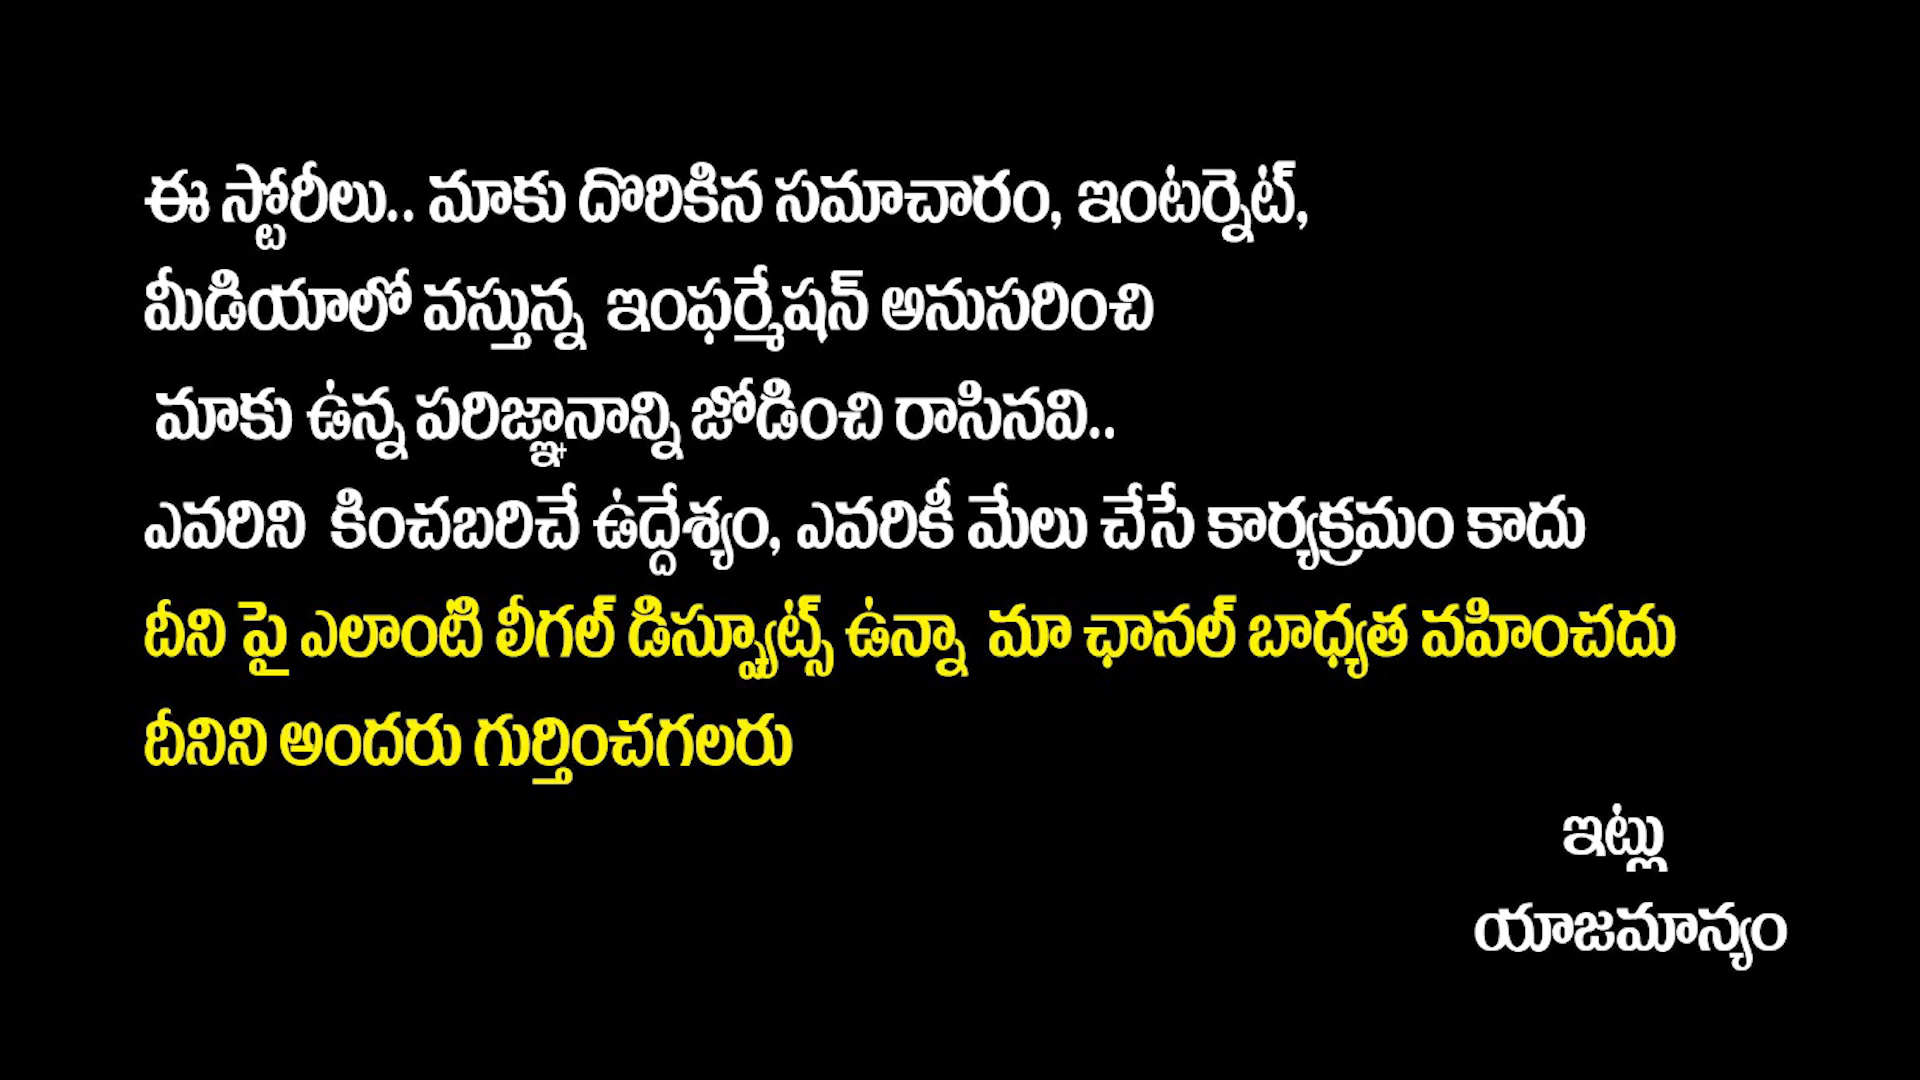 ఈ స్టోరీలు.. మాకు దొరికిన సమాచారం, ఇంటర్నెట్,
మీడియాలో వస్తున్న ఇంఫర్మేషన్ అనుసరించి
మాకు ఉన్న పరిజ్ఞానాన్ని జోడించి రాసినవి..
ఎవరిని కించబరిచే ఉద్దేశ్యం, ఎవరికీ మేలు చేసే కార్యక్రమం కాదు
దీని పై ఎలాంటి లీగల్ డిస్ప్యూట్స్ ఉన్నా మా ఛానల్ బాధ్యత వహించదు
దీనిని అందరు గుర్తించగలరు
ఇట్లు
యాజమాన్యం